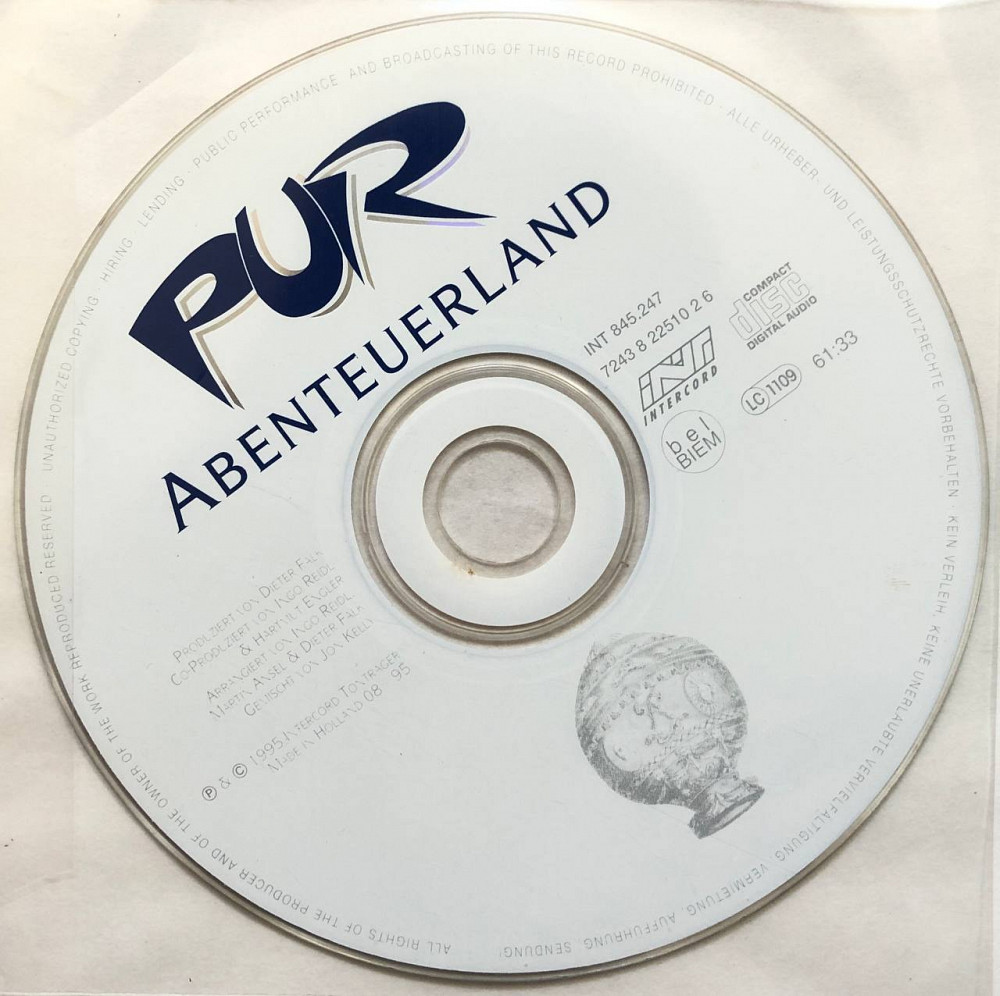 PUR
ABENTEUERLAND
INT 845.247
7243 8 22510 2 6
INT
INTERCORD
COMPACT
disc
DIGITAL AUDIO
bel
BIEM
LC 1109
61:33
PRODUZIERT VON DIETER FALK
CO-PRODUZIERT VON INGO REIDL
& HARTMUT ENGLER
ARRANGIERT VON INGO REIDL
MARTIN ANSEL & DIETER FALK
GEMISCHT VON JON KELLY
Ⓟ & © 1995 INTERCORD TONTRÄGER
MADE IN HOLLAND 08 '95
ALL RIGHTS OF THE PRODUCER AND OF THE OWNER OF THE WORK REPRODUCED RESERVED · UNAUTHORIZED COPYING · HIRING · LENDING · PUBLIC PERFORMANCE AND BROADCASTING OF THIS RECORD PROHIBITED · ALLE URHEBER- UND LEISTUNGSSCHUTZRECHTE VORBEHALTEN · KEIN VERLEIH, KEINE UNERLAUBTE VERVIELFÄLTIGUNG, VERMIETUNG, AUFFÜHRUNG, SENDUNG!